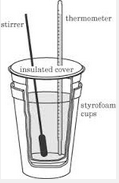 thermometer
stirrer
insulated cover
styrofoam
cups